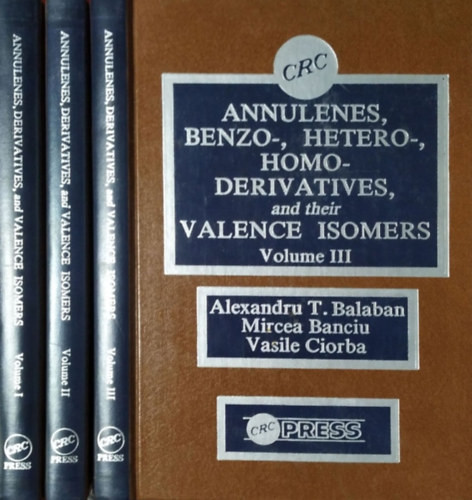 ANNULENES, DERIVATIVES, and VALENCE ISOMERS Volume I
CRC
PRESS
ANNULENES, DERIVATIVES, and VALENCE ISOMERS Volume II
CRC
PRESS
ANNULENES, DERIVATIVES, and VALENCE ISOMERS Volume III
CRC
PRESS
CRC
ANNULENES,
BENZO-, HETERO-,
HOMO-
DERIVATIVES,
and their
VALENCE ISOMERS
Volume III
Alexandru T. Balaban
Mircea Banciu
Vasile Ciorba
CRC PRESS